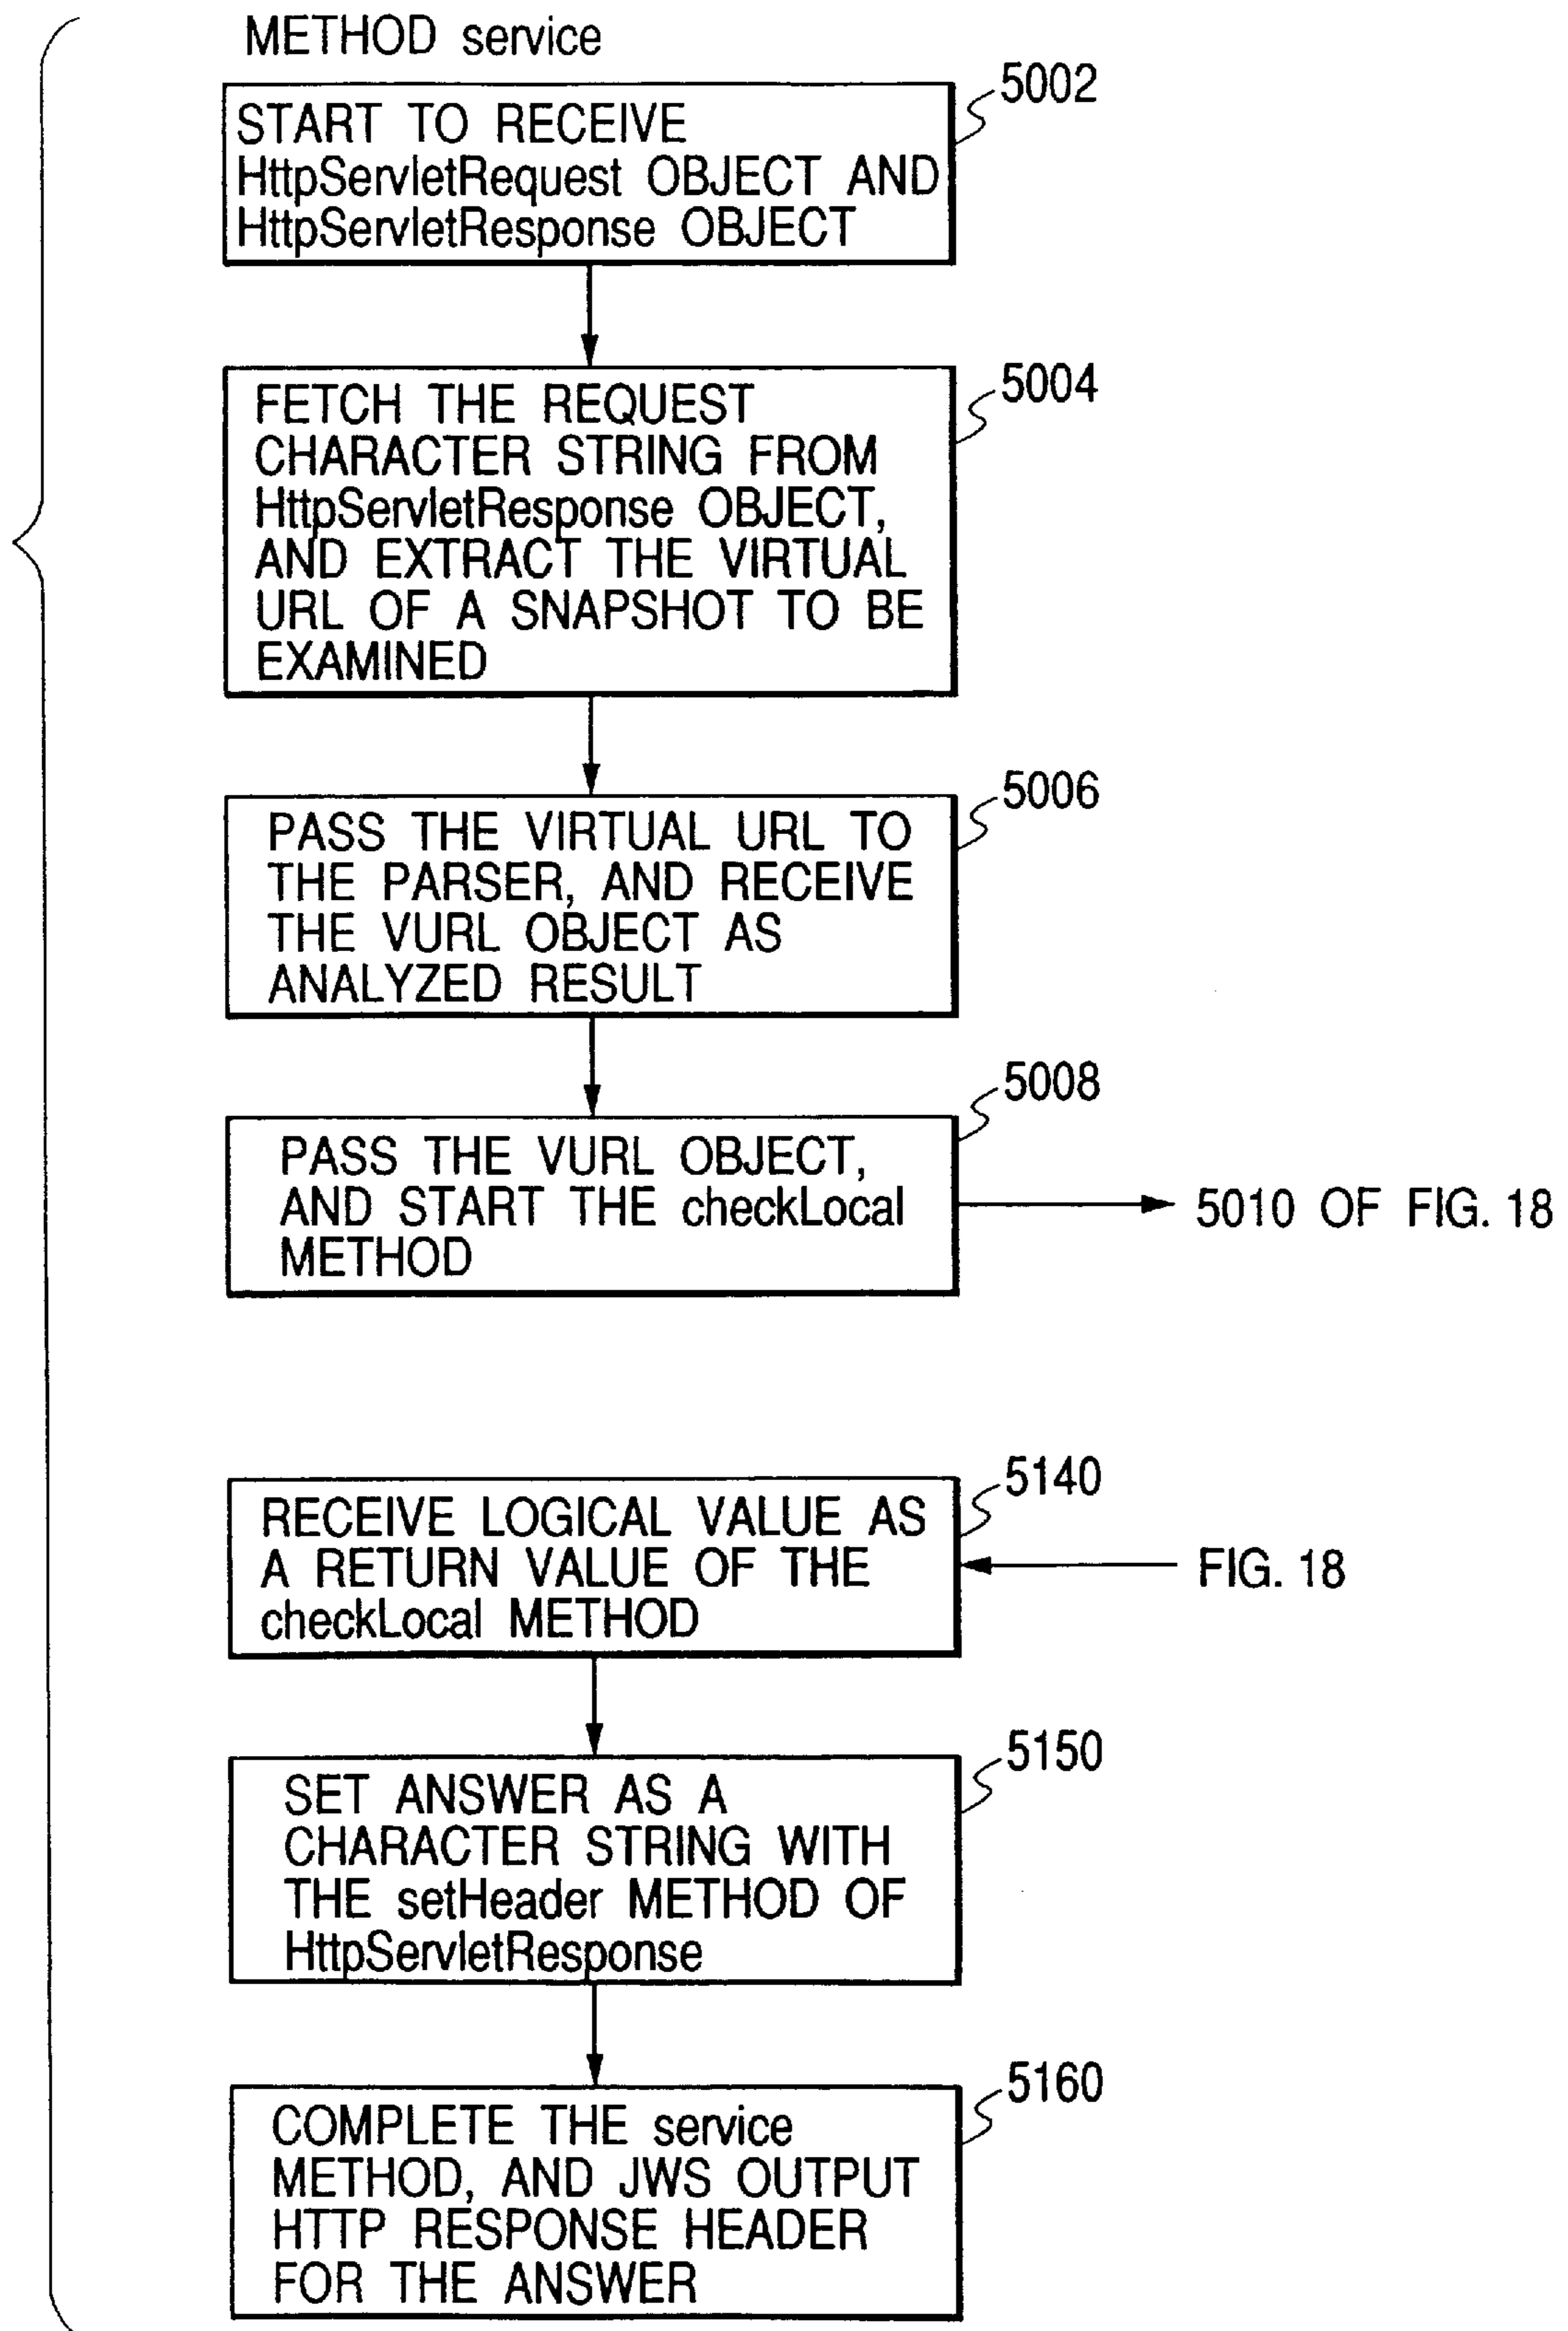 METHOD service
5002
START TO RECEIVE
HttpServletRequest OBJECT AND
HttpServletResponse OBJECT
5004
FETCH THE REQUEST
CHARACTER STRING FROM
HttpServletResponse OBJECT,
AND EXTRACT THE VIRTUAL
URL OF A SNAPSHOT TO BE
EXAMINED
5006
PASS THE VIRTUAL URL TO
THE PARSER, AND RECEIVE
THE VURL OBJECT AS
ANALYZED RESULT
5008
PASS THE VURL OBJECT,
AND START THE checkLocal
METHOD
5010 OF FIG. 18
5140
RECEIVE LOGICAL VALUE AS
A RETURN VALUE OF THE
checkLocal METHOD
FIG. 18
5150
SET ANSWER AS A
CHARACTER STRING WITH
THE setHeader METHOD OF
HttpServletResponse
5160
COMPLETE THE service
METHOD, AND JWS OUTPUT
HTTP RESPONSE HEADER
FOR THE ANSWER